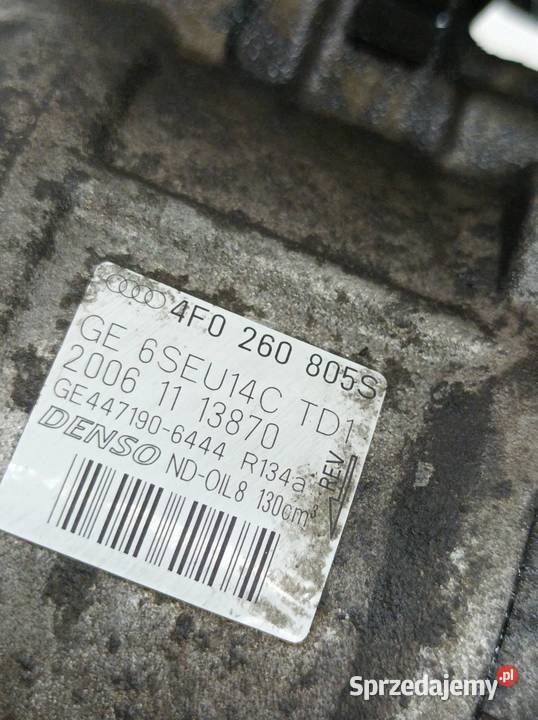 4F0 260 805S
GE 6SEU14C TD1
2006 11 13870
GE447190-6444 R134a
DENSO ND-OIL8 130cm³
REV
Sprzedajemy.pl